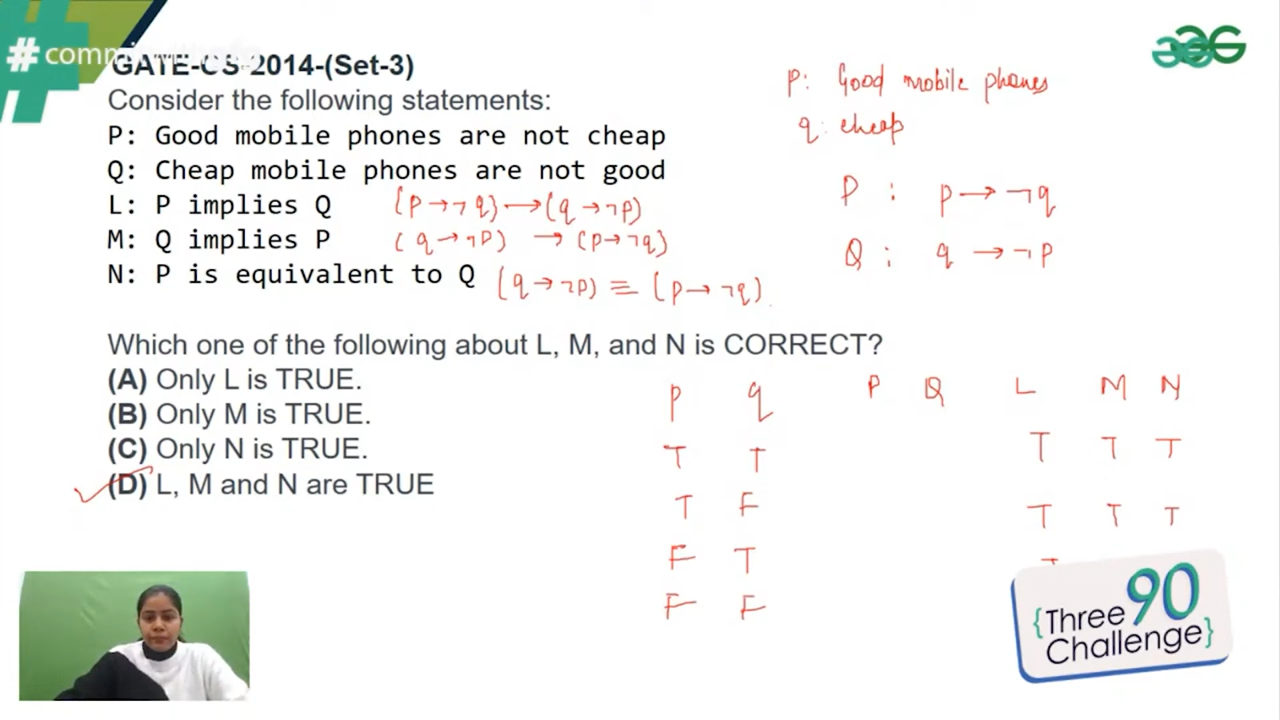 #commi
GATE-CS-2014-(Set-3)
Consider the following statements:
P: Good mobile phones are not cheap
Q: Cheap mobile phones are not good
L: P implies Q (p→¬q)→(q→¬p)
M: Q implies P (q→¬p) →(p→¬q)
N: P is equivalent to Q (q→¬p) ≡ (p→¬q)
p: Good mobile phones
q: cheap
P : p→¬q
Q : q→¬p
Which one of the following about L, M, and N is CORRECT?
(A) Only L is TRUE.
(B) Only M is TRUE.
(C) Only N is TRUE.
(D) L, M and N are TRUE
p q P Q L M N
T T T T T
T F T T T
F T
F F
{Three 90
Challenge}